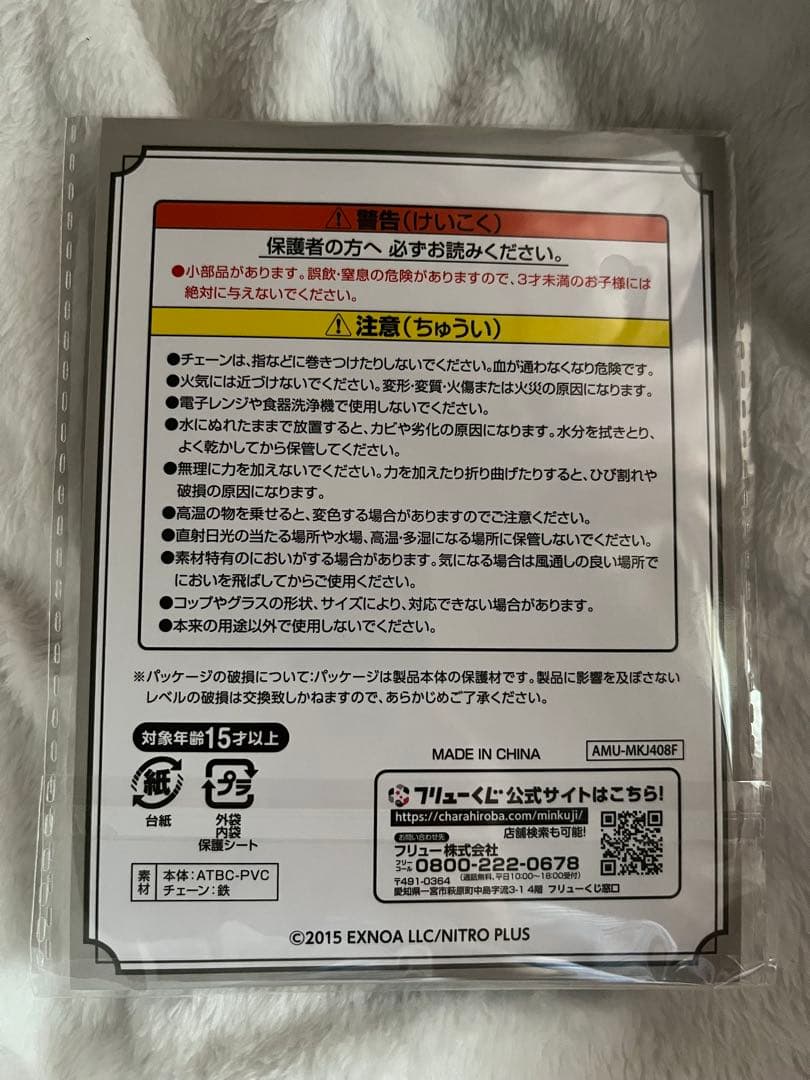 ⚠警告(けいこく)
保護者の方へ 必ずお読みください。
●小部品があります。誤飲・窒息の危険がありますので、3才未満のお子様には
絶対に与えないでください。
⚠注意(ちゅうい)
●チェーンは、指などに巻きつけたりしないでください。血が通わなくなり危険です。
●火気には近づけないでください。変形・変質・火傷または火災の原因になります。
●電子レンジや食器洗浄機で使用しないでください。
●水にぬれたままで放置すると、カビや劣化の原因になります。水分を拭きとり、
よく乾かしてから保管してください。
●無理に力を加えないでください。力を加えたり折り曲げたりすると、ひび割れや
破損の原因になります。
●高温の物を乗せると、変色する場合がありますのでご注意ください。
●直射日光の当たる場所や水場、高温・多湿になる場所に保管しないでください。
●素材特有のにおいがする場合があります。気になる場合は風通しの良い場所で
においを飛ばしてからご使用ください。
●コップやグラスの形状、サイズにより、対応できない場合があります。
●本来の用途以外で使用しないでください。
※パッケージの破損について:パッケージは製品本体の保護材です。製品に影響を及ぼさない
レベルの破損は交換致しかねますので、あらかじめご了承ください。
対象年齢15才以上
MADE IN CHINA
AMU-MKJ408F
紙
台紙
プラ
外袋
内袋
保護シート
素材
本体:ATBC-PVC
チェーン:鉄
フリューくじ 公式サイトはこちら!
https://charahiroba.com/minkuji/
店舗検索も可能!
お問い合わせ先
フリュー株式会社
フリーコール 0800-222-0678
(通話無料、平日10:00~18:00受付)
〒491-0364
愛知県一宮市萩原町中島字流3-1 4階 フリューくじ窓口
©2015 EXNOA LLC/NITRO PLUS